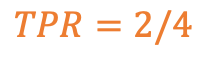 TPR = 2/4